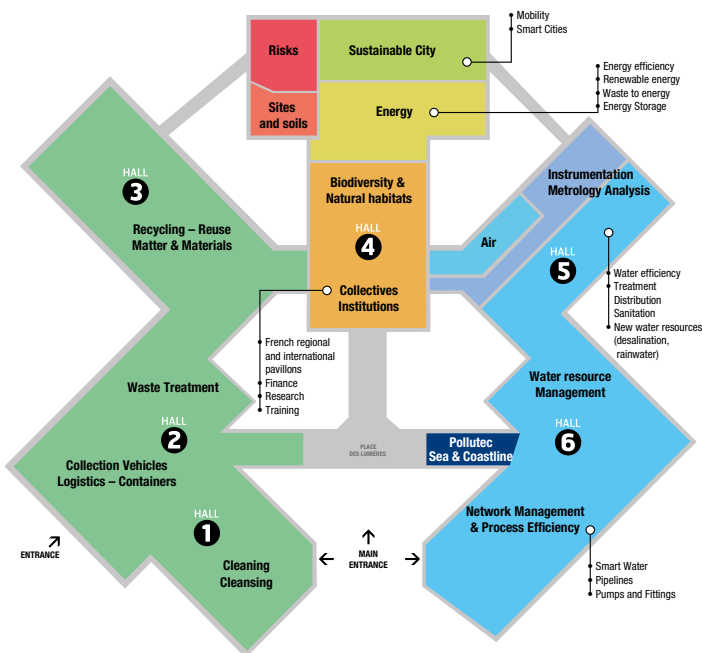 Mobility
Smart Cities
Risks
Sustainable City
Energy efficiency
Renewable energy
Waste to energy
Energy Storage
Sites
and soils
Energy
HALL
3
Biodiversity &
Natural habitats
Instrumentation
Metrology Analysis
Recycling – Reuse
Matter & Materials
HALL
4
Air
HALL
5
Water efficiency
Treatment
Distribution
Sanitation
New water resources
(desalination,
rainwater)
Collectives
Institutions
French regional
and international
pavillons
Finance
Research
Training
Waste Treatment
Water resource
Management
HALL
2
PLACE
DES LUMIÈRES
Pollutec
Sea & Coastline
HALL
6
Collection Vehicles
Logistics – Containers
HALL
1
Network Management
& Process Efficiency
ENTRANCE
MAIN
ENTRANCE
Cleaning
Cleansing
Smart Water
Pipelines
Pumps and Fittings